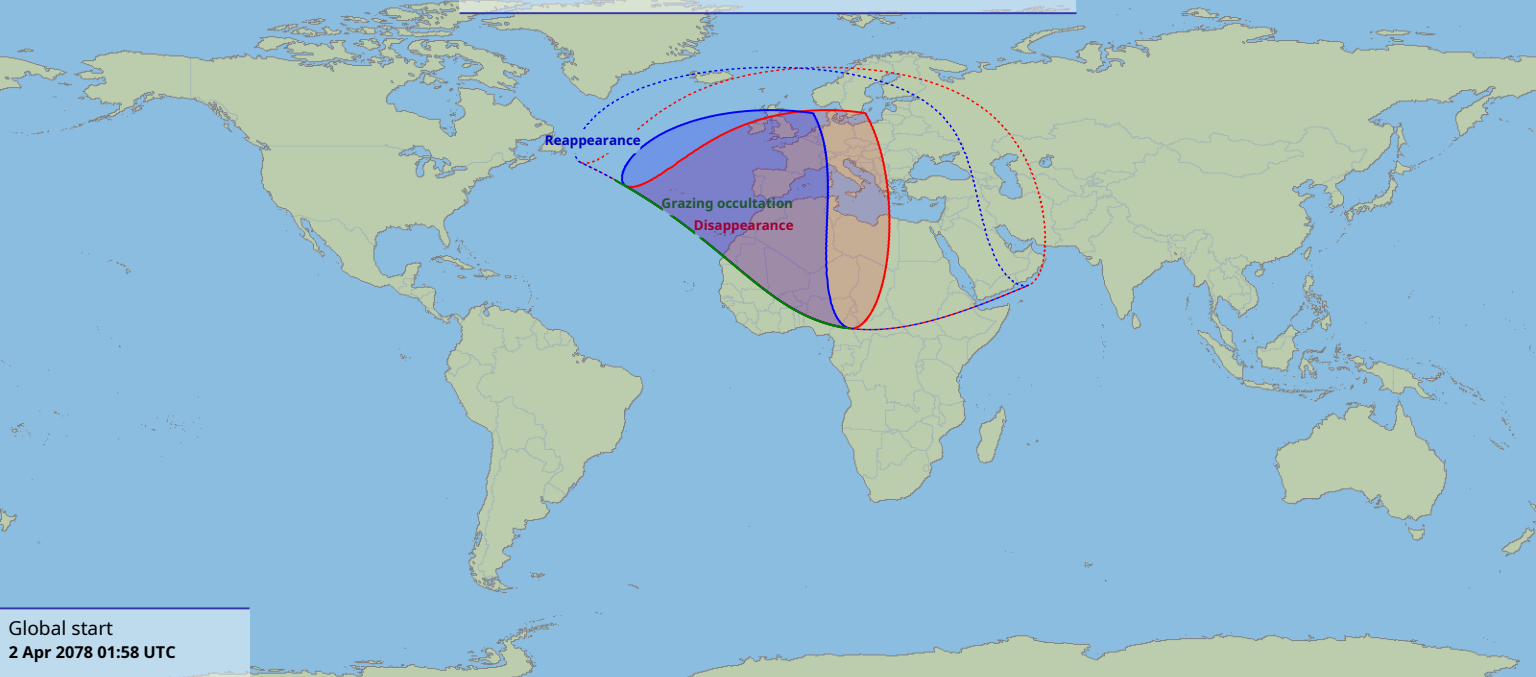 Reappearance
Grazing occultation
Disappearance
Global start
2 Apr 2078 01:58 UTC